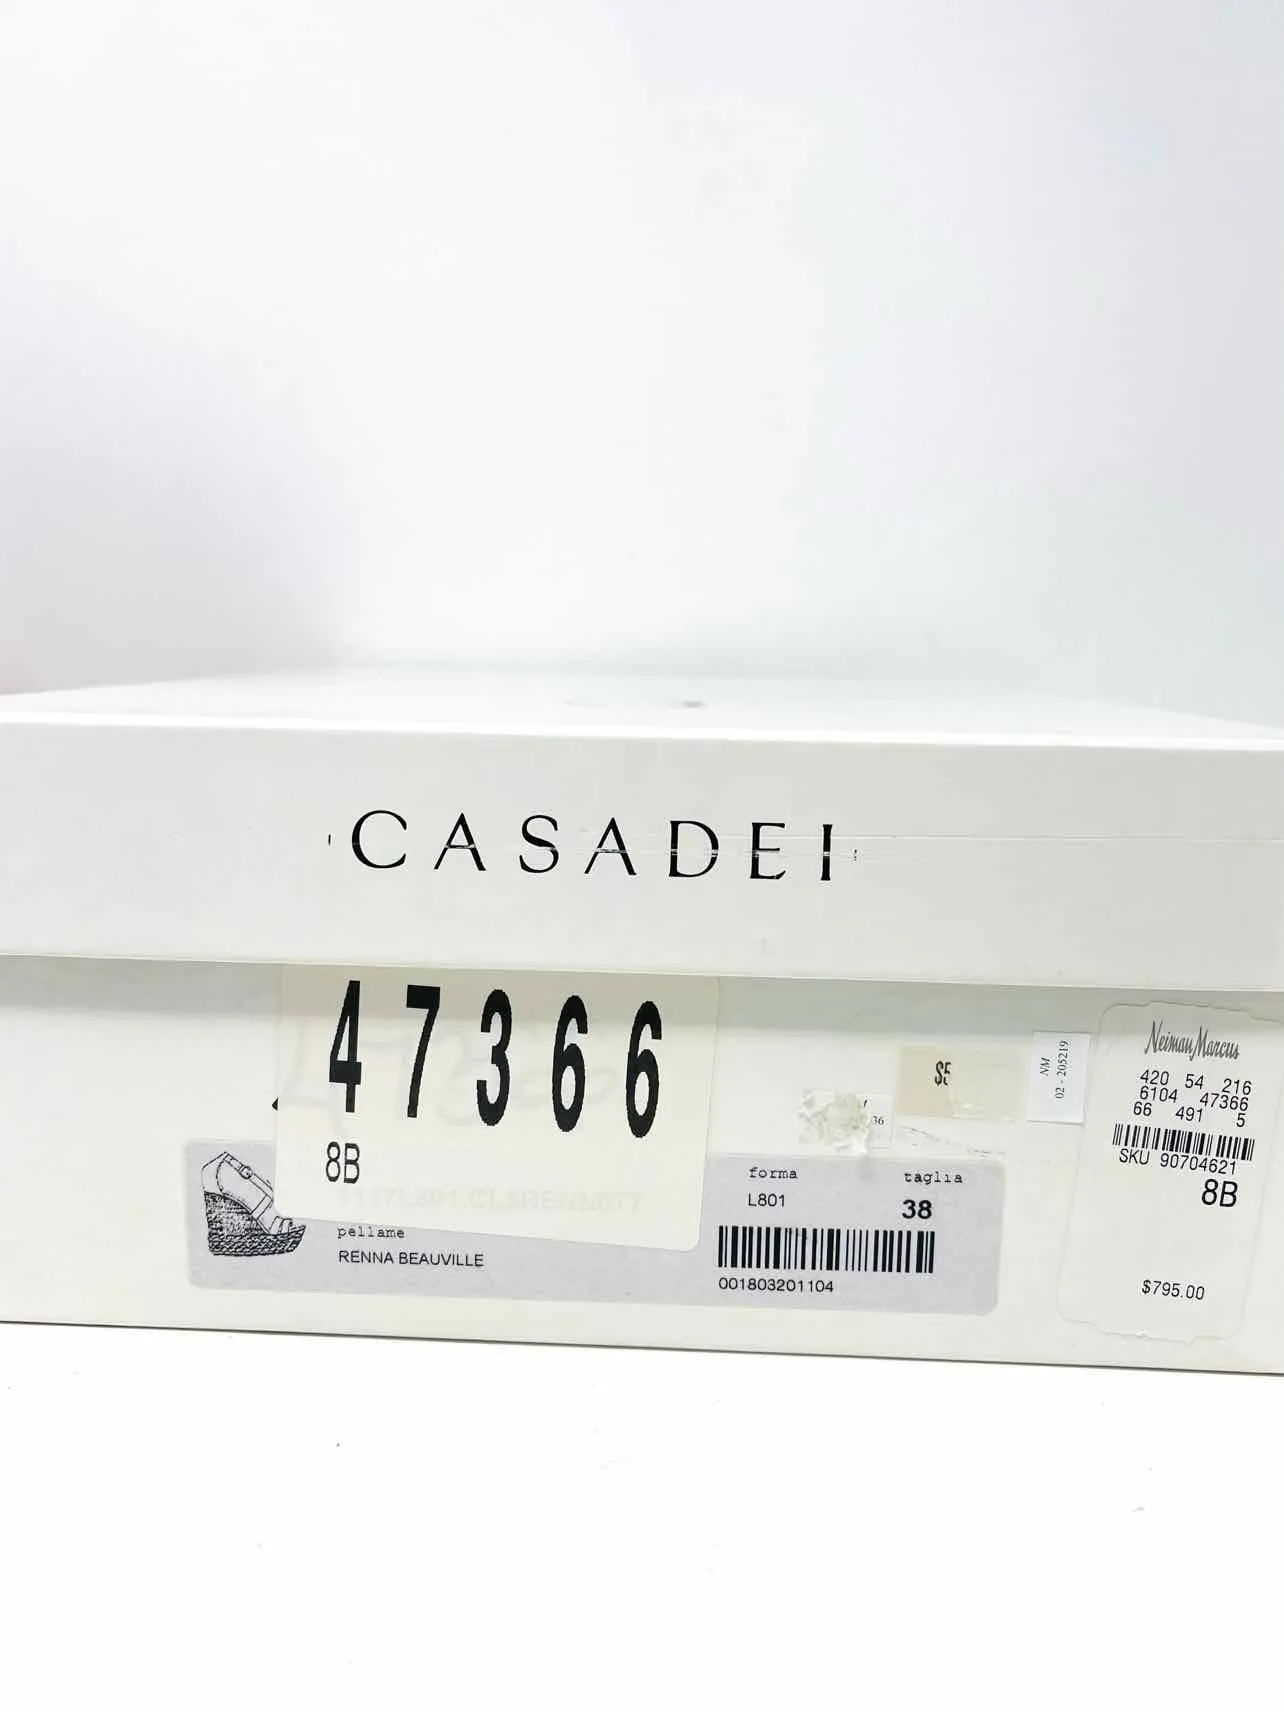 CASADEI
47366
8B
pellame
RENNA BEAUVILLE
forma
L801
taglia
38
001803201104
36
NM
02 - 205219
Neiman Marcus
420 54 216
6104 47366
66 491 5
SKU 90704621
8B
$795.00